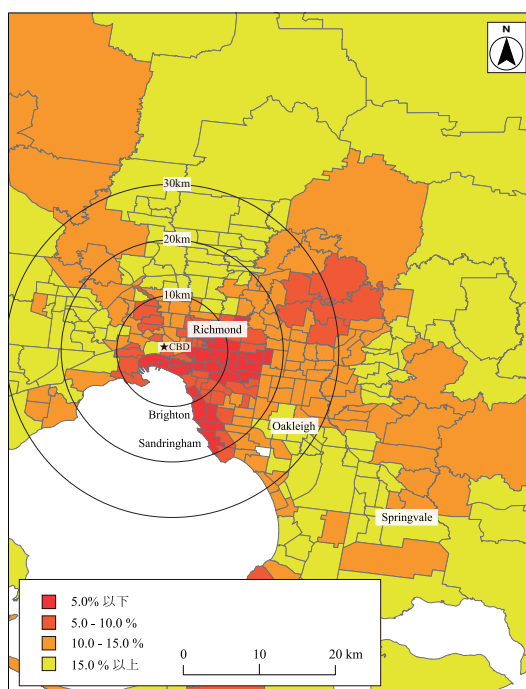 N
30km
20km
10km
Richmond
★CBD
Brighton
Oakleigh
Sandringham
Springvale
5.0% 以下
5.0 - 10.0 %
10.0 - 15.0 %
15.0 % 以上
0 10 20 km